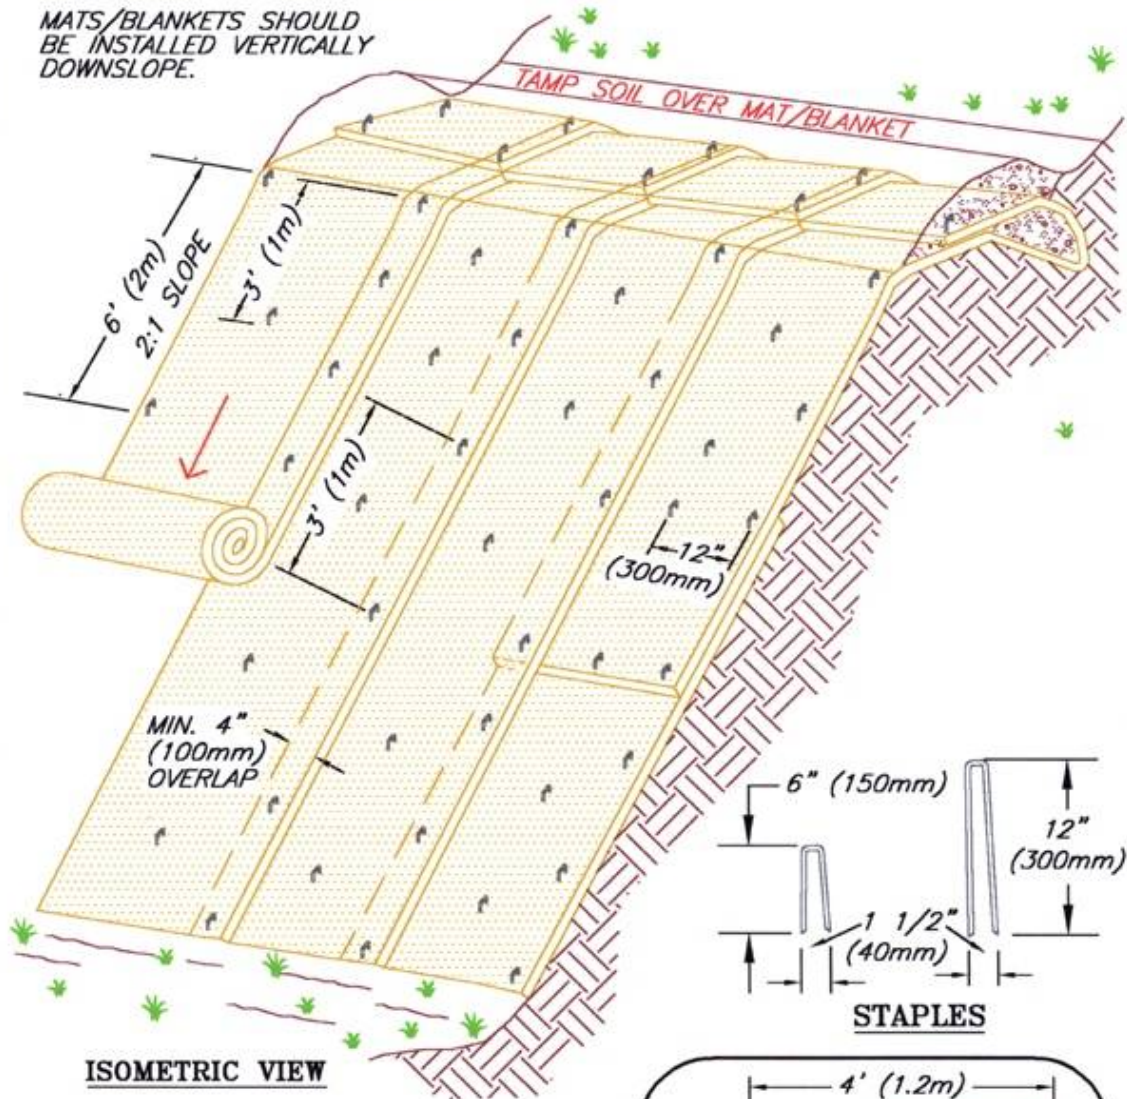 MATS/BLANKETS SHOULD
BE INSTALLED VERTICALLY
DOWNSLOPE.
TAMP SOIL OVER MAT/BLANKET
6' (2m)
2:1 SLOPE
3' (1m)
3' (1m)
12"
(300mm)
MIN. 4"
(100mm)
OVERLAP
6" (150mm)
12"
(300mm)
1 1/2"
(40mm)
STAPLES
ISOMETRIC VIEW
4' (1.2m)